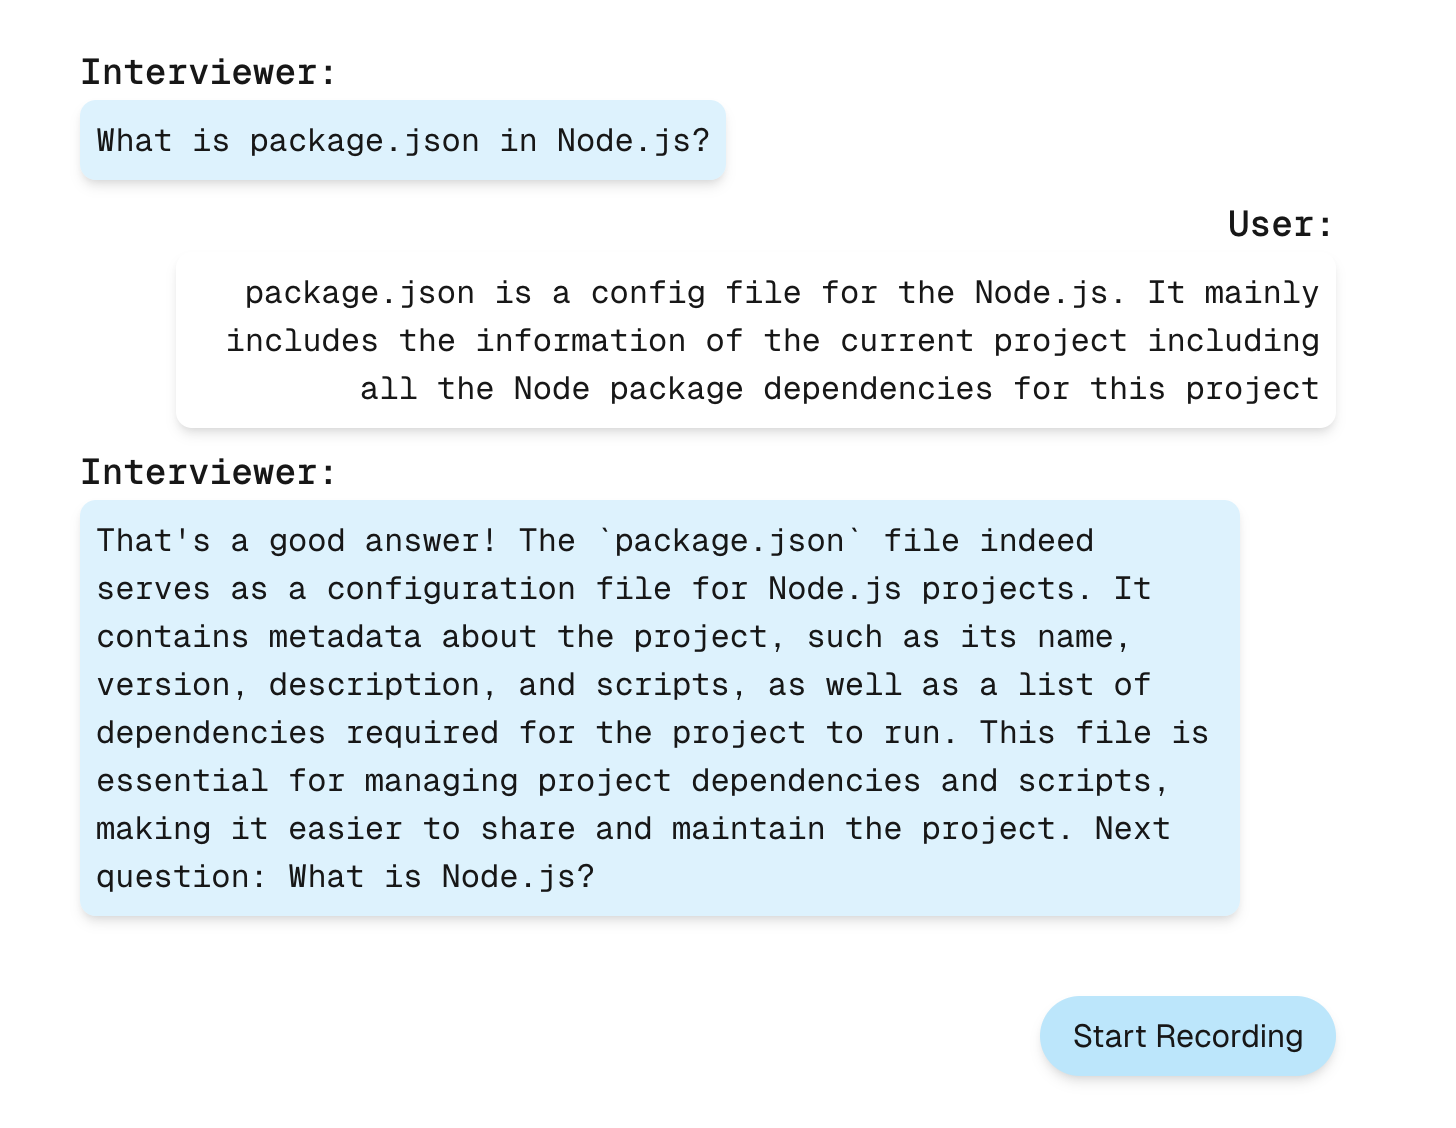 Interviewer:
What is package.json in Node.js?
User:
package.json is a config file for the Node.js. It mainly
includes the information of the current project including
all the Node package dependencies for this project
Interviewer:
That's a good answer! The `package.json` file indeed
serves as a configuration file for Node.js projects. It
contains metadata about the project, such as its name,
version, description, and scripts, as well as a list of
dependencies required for the project to run. This file is
essential for managing project dependencies and scripts,
making it easier to share and maintain the project. Next
question: What is Node.js?
Start Recording